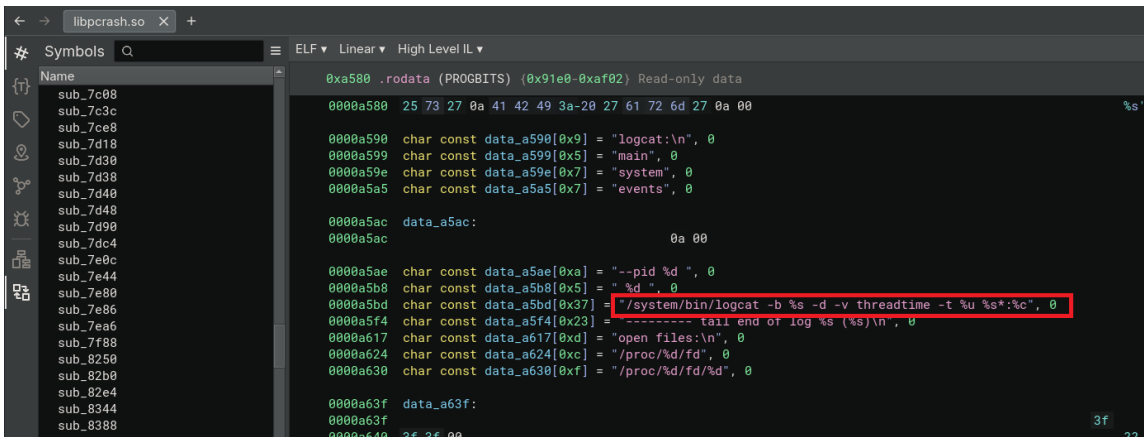 libpcrash.so × +
Symbols
ELF ▾ Linear ▾ High Level IL ▾
Name
sub_7c08
sub_7c3c
sub_7ce8
sub_7d18
sub_7d30
sub_7d38
sub_7d40
sub_7d48
sub_7d90
sub_7dc4
sub_7e0c
sub_7e44
sub_7e80
sub_7e86
sub_7ea6
sub_7f88
sub_8250
sub_82b0
sub_82e4
sub_8344
sub_8388
0xa580 .rodata (PROGBITS) {0x91e0-0xaf02} Read-only data
0000a580 25 73 27 0a 41 42 49 3a-20 27 61 72 6d 27 0a 00 %s'
0000a590 char const data_a590[0x9] = "logcat:\n", 0
0000a599 char const data_a599[0x5] = "main", 0
0000a59e char const data_a59e[0x7] = "system", 0
0000a5a5 char const data_a5a5[0x7] = "events", 0
0000a5ac data_a5ac:
0000a5ac 0a 00
0000a5ae char const data_a5ae[0xa] = "--pid %d ", 0
0000a5b8 char const data_a5b8[0x5] = " %d ", 0
0000a5bd char const data_a5bd[0x37] = "/system/bin/logcat -b %s -d -v threadtime -t %u %s*:%c", 0
0000a5f4 char const data_a5f4[0x23] = "--------- tail end of log %s (%s)\n", 0
0000a617 char const data_a617[0xd] = "open files:\n", 0
0000a624 char const data_a624[0xc] = "/proc/%d/fd", 0
0000a630 char const data_a630[0xf] = "/proc/%d/fd/%d", 0
0000a63f data_a63f:
0000a63f 3f
0000a640 3f 3f 00